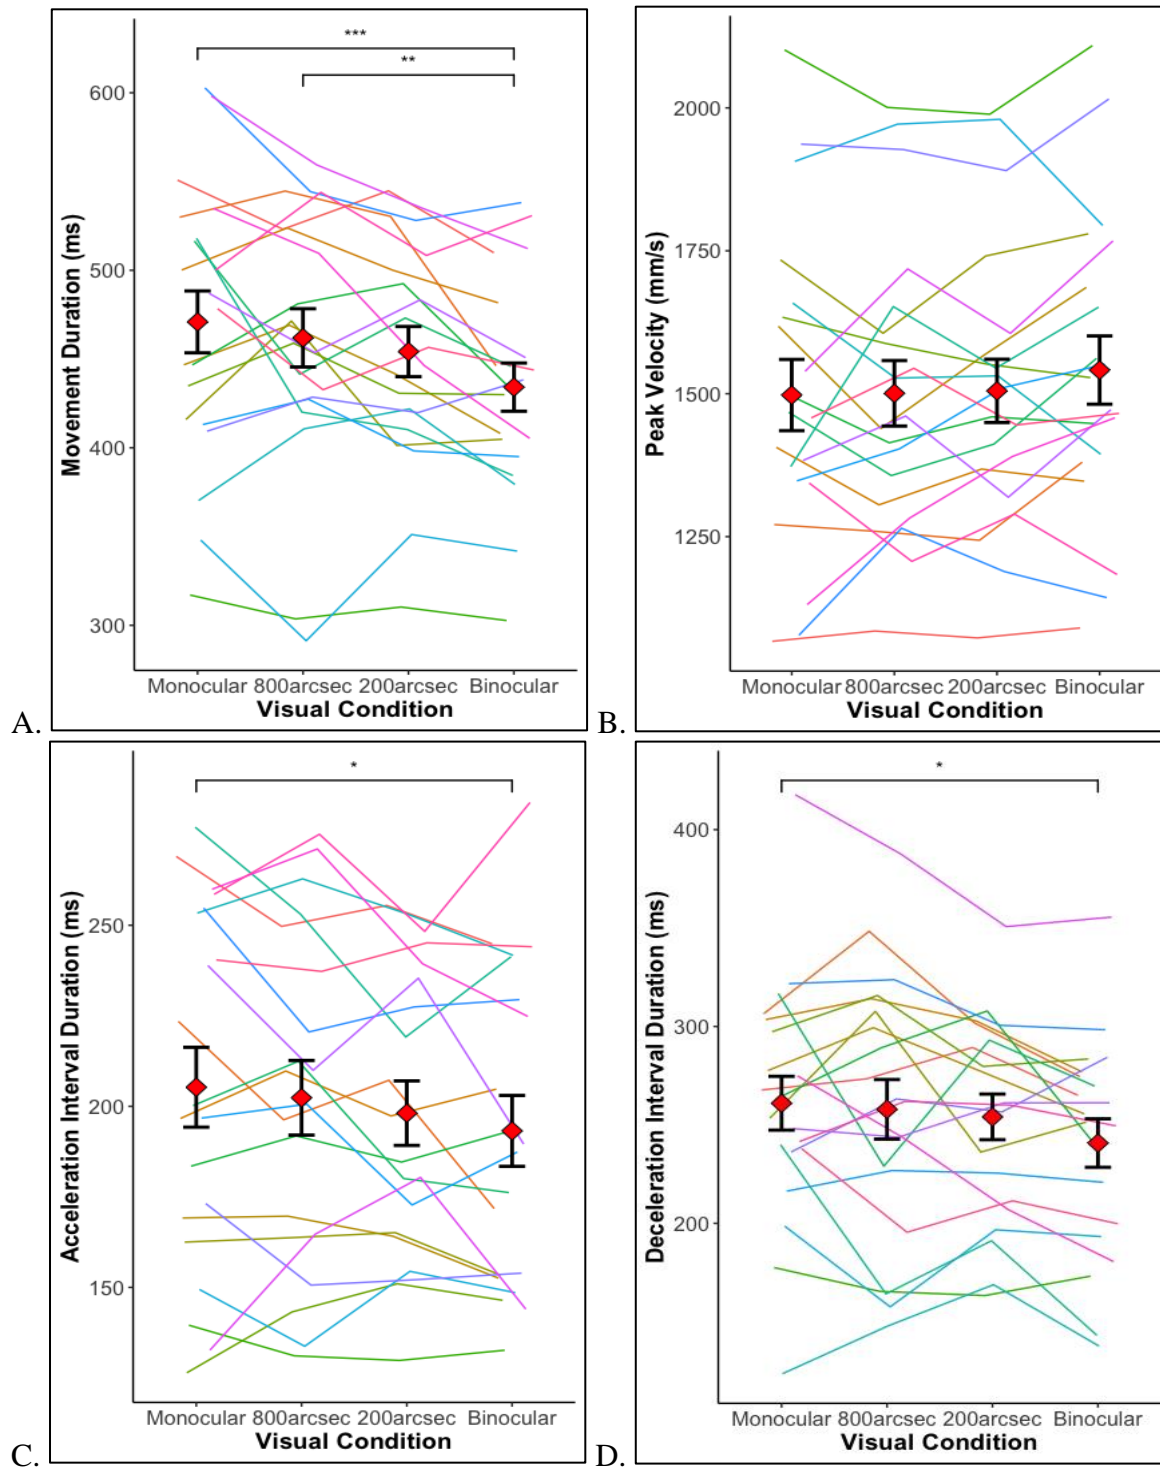 ***
**
600
500
400
300
Movement Duration (ms)
Monocular 800arcsec 200arcsec Binocular
Visual Condition
A.
2000
1750
1500
1250
Peak Velocity (mm/s)
Monocular 800arcsec 200arcsec Binocular
Visual Condition
B.
*
250
200
150
Acceleration Interval Duration (ms)
Monocular 800arcsec 200arcsec Binocular
Visual Condition
C.
*
400
300
200
Deceleration Interval Duration (ms)
Monocular 800arcsec 200arcsec Binocular
Visual Condition
D.